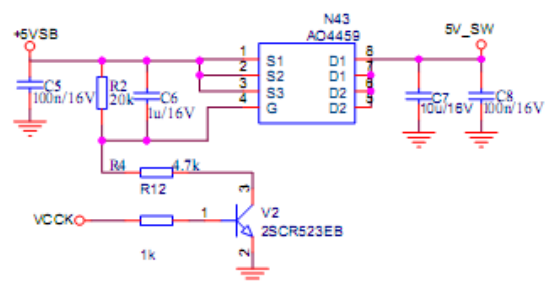 N43
+5VSB
5V_SW
AO4459
1 S1 D1 8
2 S2 D1 7
3 S3 D2 6
4 G D2 5
C5
100n/16V
R2
20k
C6
1u/16V
C7
10u/16V
C8
100n/16V
R4 4.7k
R12
3
VCCK
1
V2
2SCR523EB
2
1k